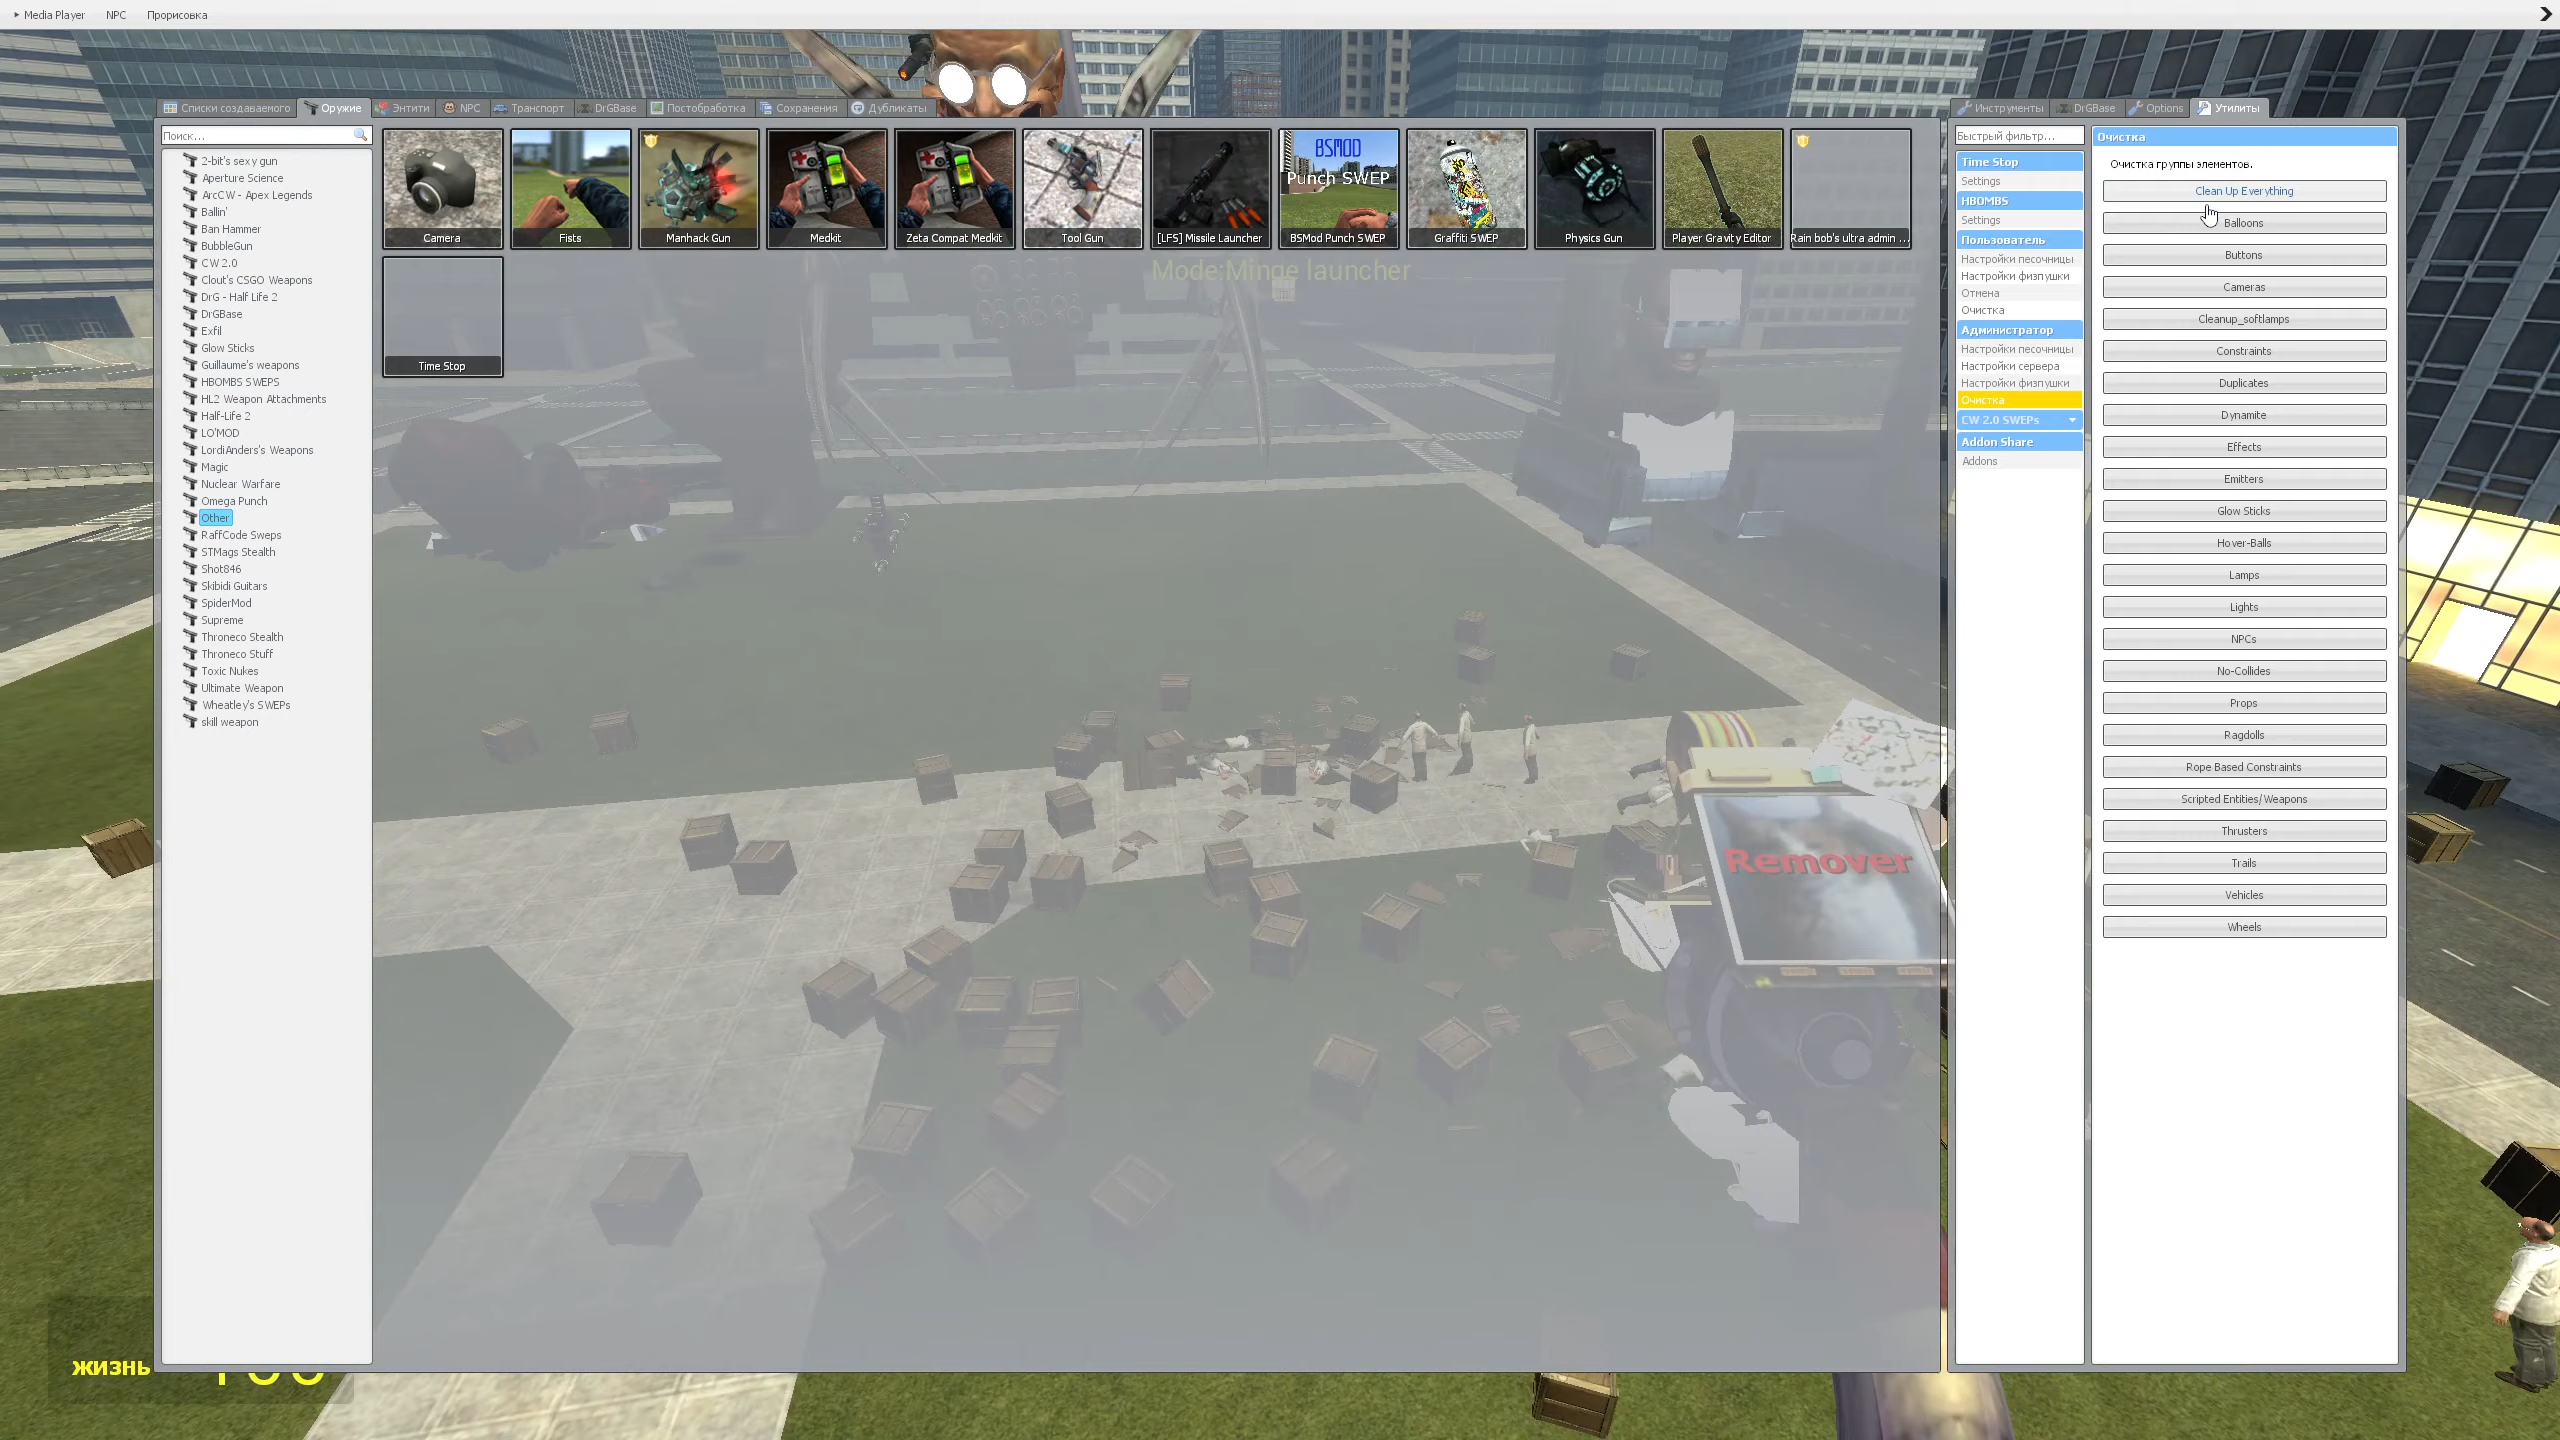 Media Player NPC Прорисовка
Списки создаваемого Оружие Энтити NPC Транспорт DrGBase Постобработка Сохранения Дубликаты
Поиск...
2-bit's sexy gun
Aperture Science
ArcCW - Apex Legends
Ballin'
Ban Hammer
BubbleGun
CW 2.0
Clout's CSGO Weapons
DrG - Half Life 2
DrGBase
Exfil
Glow Sticks
Guillaume's weapons
HBOMBS SWEPS
HL2 Weapon Attachments
Half-Life 2
LO'MOD
LordiAnders's Weapons
Magic
Nuclear Warfare
Omega Punch
Other
RaffCode Sweps
STMags Stealth
Shot846
Skibidi Guitars
SpiderMod
Supreme
Throneco Stealth
Throneco Stuff
Toxic Nukes
Ultimate Weapon
Wheatley's SWEPs
skill weapon
BSMOD
Punch SWEP
Camera Fists Manhack Gun Medkit Zeta Compat Medkit Tool Gun [LFS] Missile Launcher BSMod Punch SWEP Graffiti SWEP Physics Gun Player Gravity Editor Rain bob's ultra admin ...
Mode:Minge launcher
Time Stop
Remover
жизнь
Инструменты DrGBase Options Утилиты
Быстрый фильтр...
Time Stop
Settings
HBOMBS
Settings
Пользователь
Настройки песочницы
Настройки физпушки
Отмена
Очистка
Администратор
Настройки песочницы
Настройки сервера
Настройки физпушки
Очистка
CW 2.0 SWEPs
Addon Share
Addons
Очистка
Очистка группы элементов.
Clean Up Everything
Balloons
Buttons
Cameras
Cleanup_softlamps
Constraints
Duplicates
Dynamite
Effects
Emitters
Glow Sticks
Hover-Balls
Lamps
Lights
NPCs
No-Collides
Props
Ragdolls
Rope Based Constraints
Scripted Entities/Weapons
Thrusters
Trails
Vehicles
Wheels